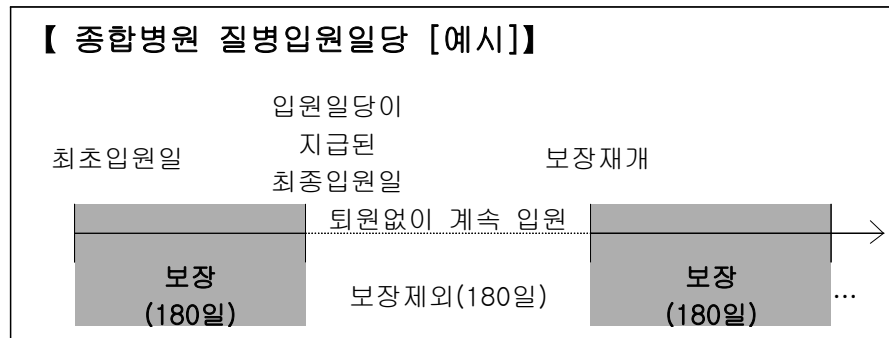 【 종합병원 질병입원일당 [예시]】
최초입원일
입원일당이
지급된
최종입원일
보장재개
퇴원없이 계속 입원
보장
(180일)
보장제외(180일)
보장
(180일)
…